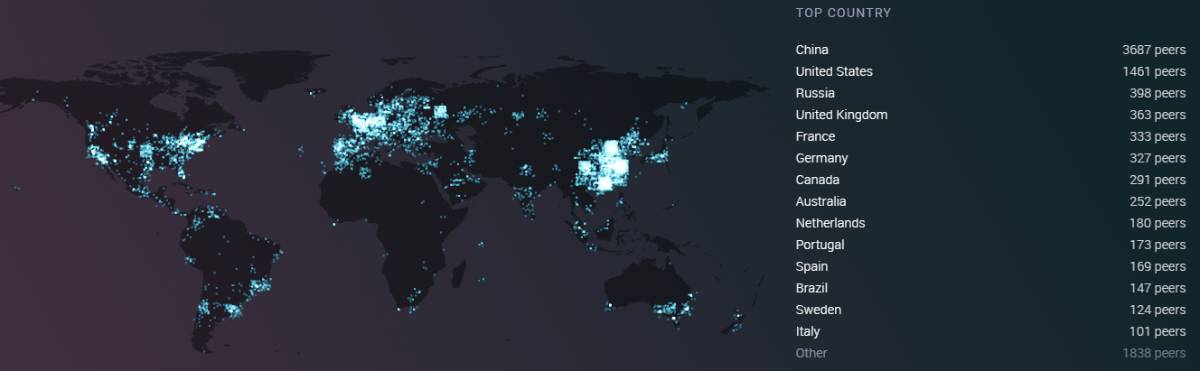 TOP COUNTRY
China 3687 peers
United States 1461 peers
Russia 398 peers
United Kingdom 363 peers
France 333 peers
Germany 327 peers
Canada 291 peers
Australia 252 peers
Netherlands 180 peers
Portugal 173 peers
Spain 169 peers
Brazil 147 peers
Sweden 124 peers
Italy 101 peers
Other 1838 peers